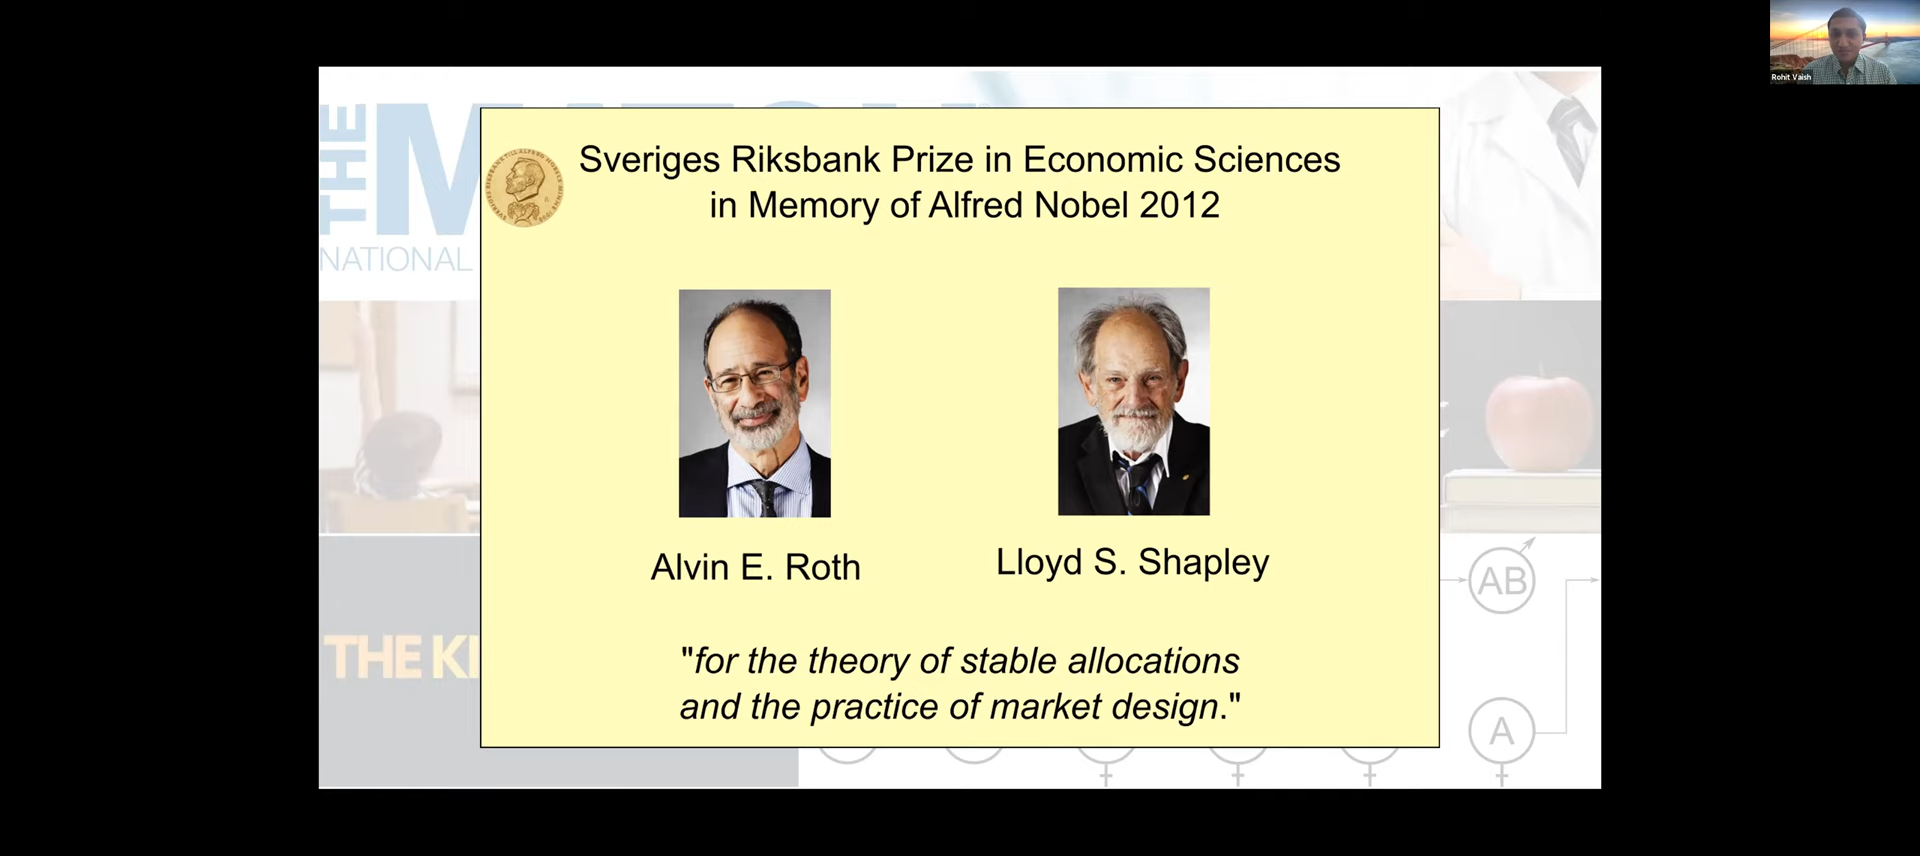 Rohit Vaish
THE
NATIONAL
Sveriges Riksbank Prize in Economic Sciences
in Memory of Alfred Nobel 2012
Alvin E. Roth
Lloyd S. Shapley
"for the theory of stable allocations
and the practice of market design."
THE
AB
A